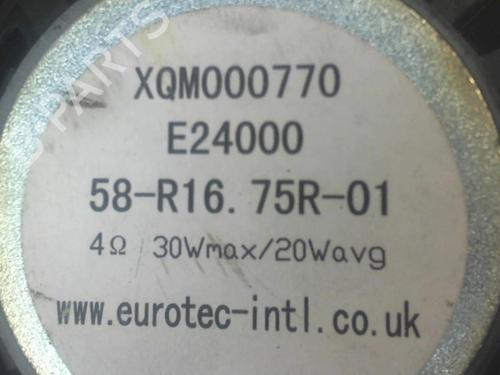 XQM000770
E24000
58-R16.75R-01
4Ω 30Wmax/20Wavg
www.eurotec-intl.co.uk